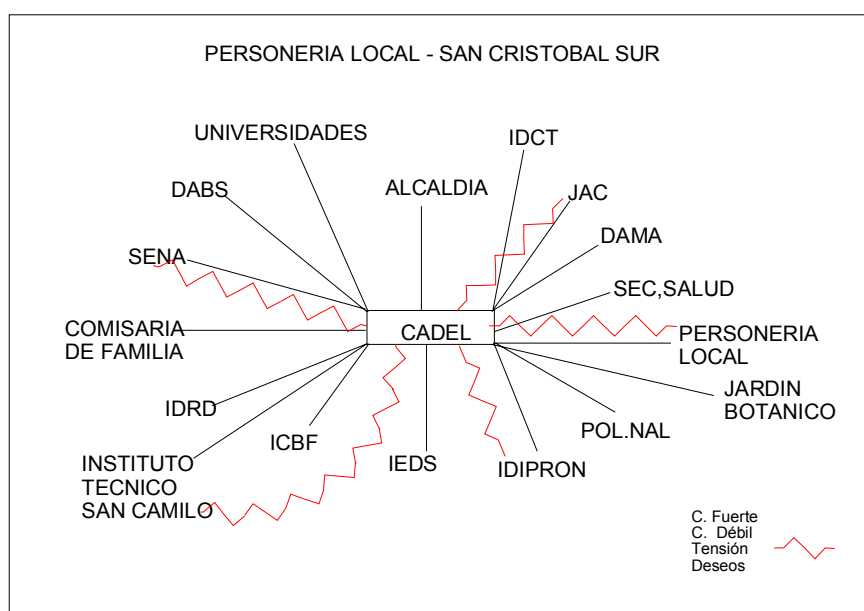 PERSONERIA LOCAL - SAN CRISTOBAL SUR
UNIVERSIDADES
IDCT
ALCALDIA
JAC
DABS
DAMA
SENA
SEC,SALUD
COMISARIA
DE FAMILIA
CADEL
PERSONERIA
LOCAL
JARDIN
BOTANICO
IDRD
ICBF
IEDS
IDIPRON
POL.NAL
INSTITUTO
TECNICO
SAN CAMILO
C. Fuerte
C. Débil
Tensión
Deseos